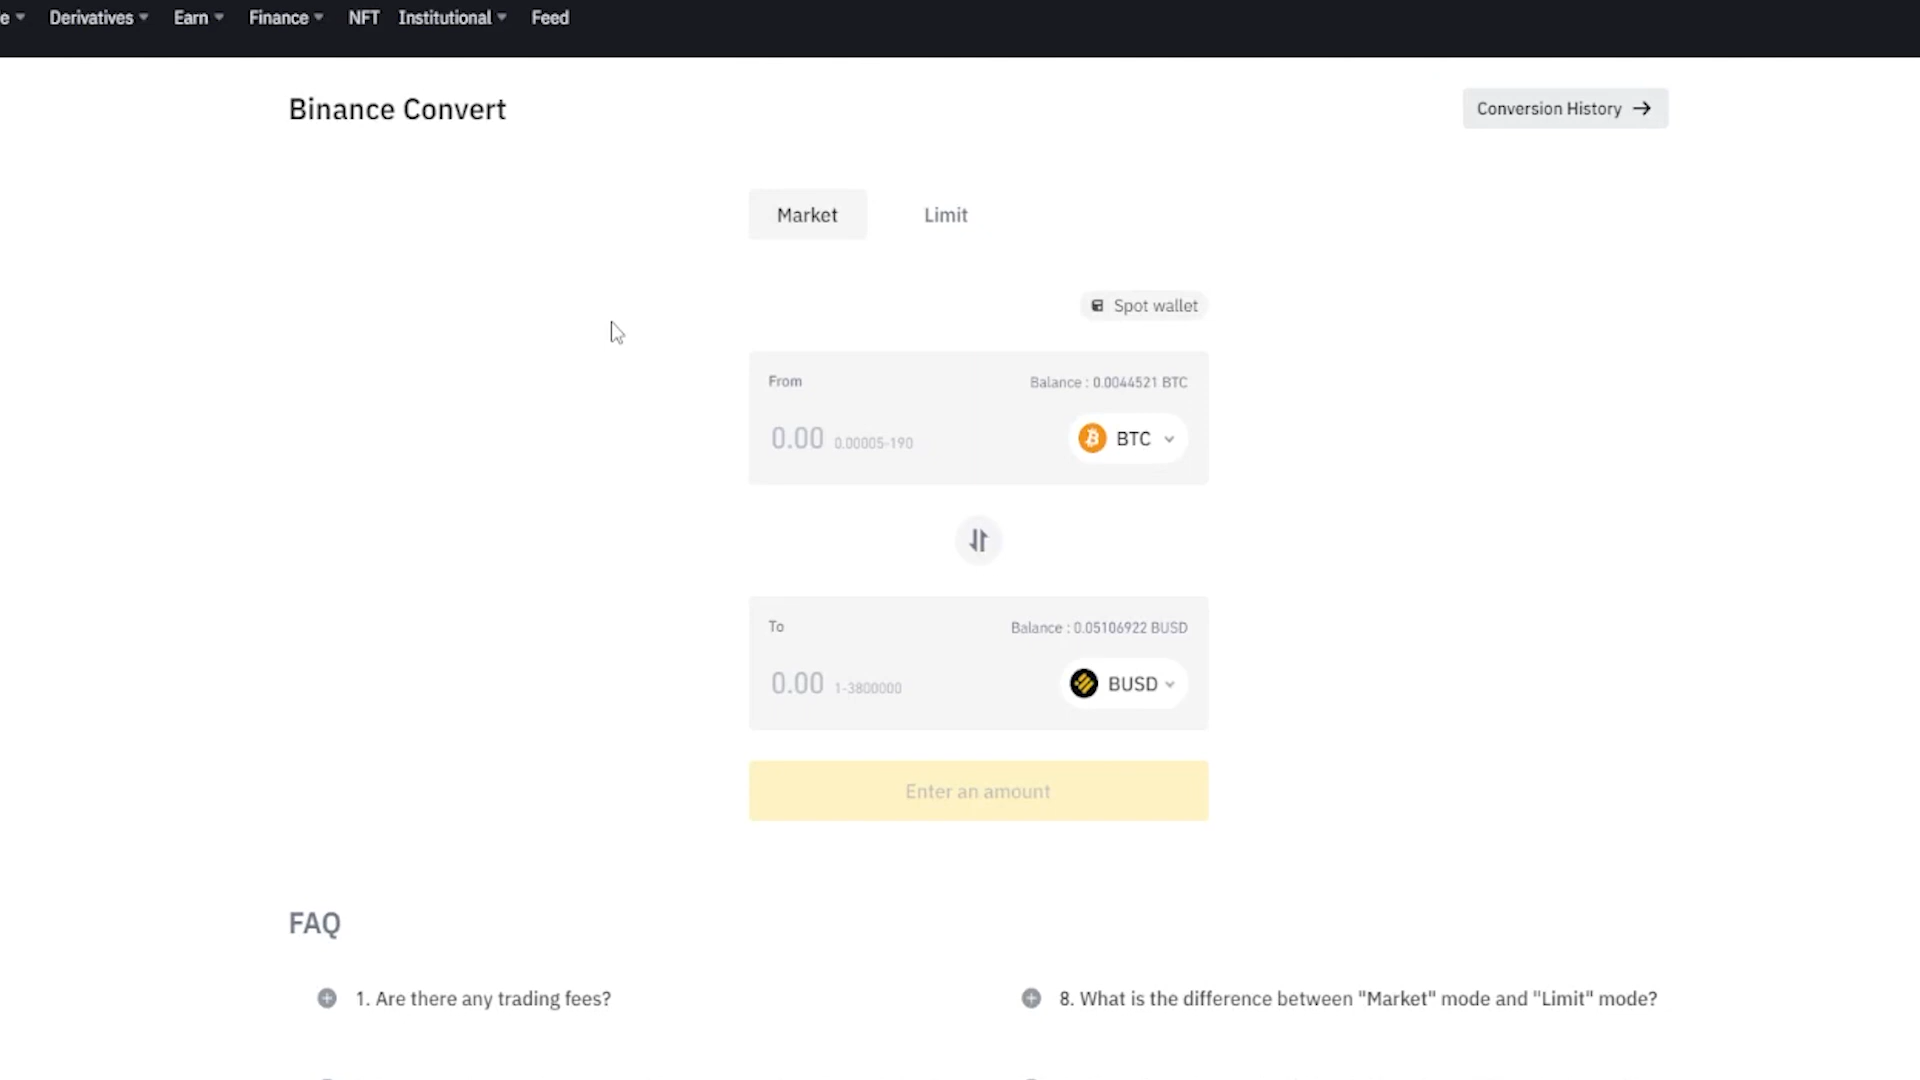 e Derivatives Earn Finance NFT Institutional Feed
Binance Convert
Conversion History →
Market Limit
Spot wallet
From Balance : 0.0044521 BTC
0.00 0.00005-190 BTC
To Balance : 0.05106922 BUSD
0.00 1-3800000 BUSD
Enter an amount
FAQ
1. Are there any trading fees?
8. What is the difference between "Market" mode and "Limit" mode?